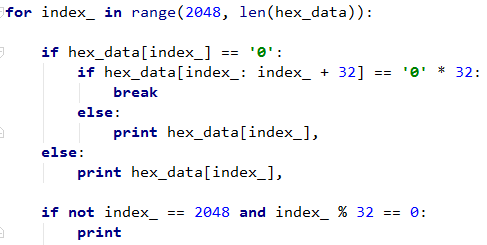 for index_ in range(2048, len(hex_data)):
if hex_data[index_] == '0':
if hex_data[index_: index_ + 32] == '0' * 32:
break
else:
print hex_data[index_],
else:
print hex_data[index_],
if not index_ == 2048 and index_ % 32 == 0:
print